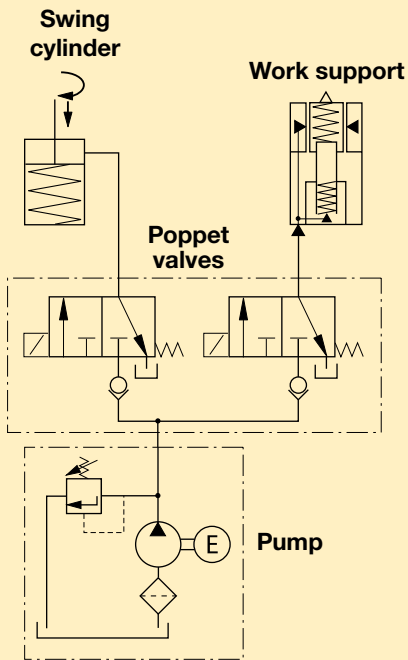 Swing
cylinder
Work support
Poppet
valves
E
Pump